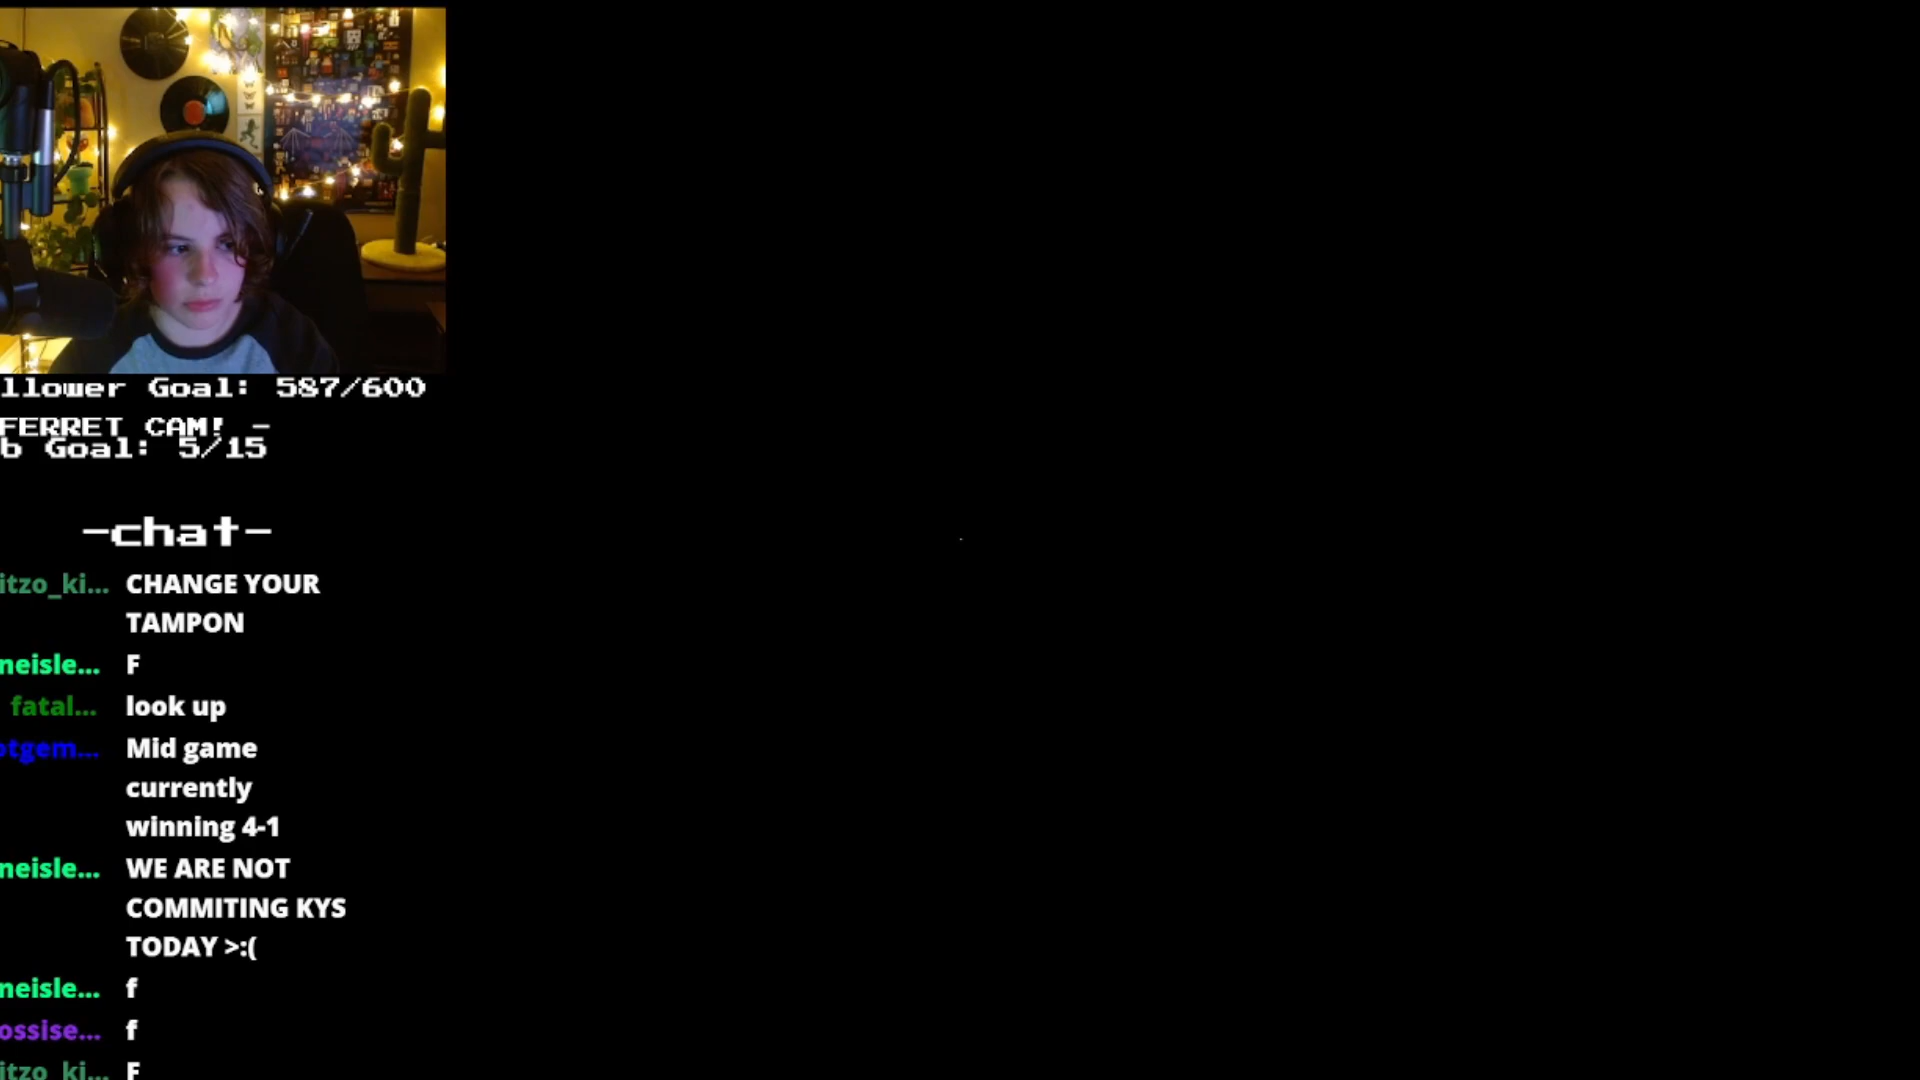 llower Goal: 587/600
FERRET CAM! -
b Goal: 5/15
-chat-
itzo_ki... CHANGE YOUR
TAMPON
neisle... F
fatal... look up
otgem... Mid game
currently
winning 4-1
neisle... WE ARE NOT
COMMITING KYS
TODAY >:(
neisle... f
ossise... f
itzo_ki... F